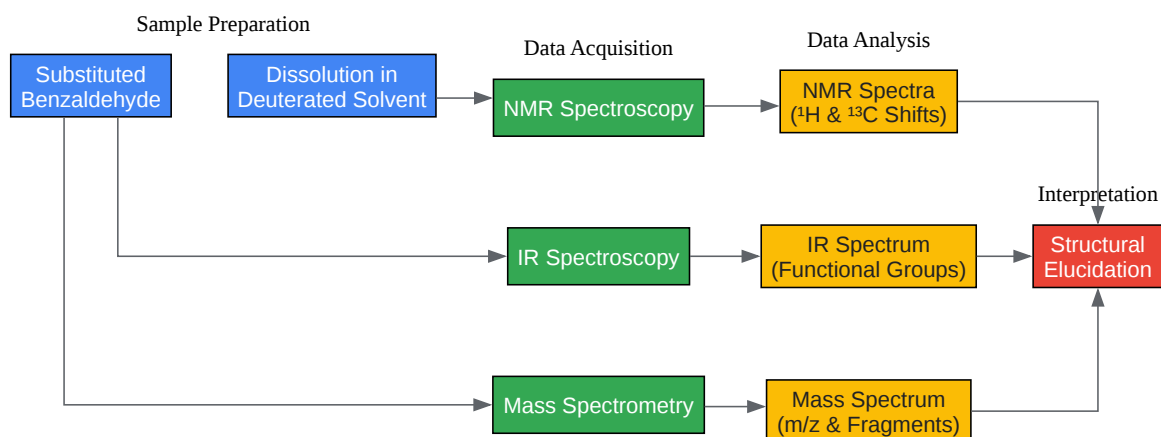 Sample Preparation
Data Acquisition
Data Analysis
Substituted
Benzaldehyde
Dissolution in
Deuterated Solvent
NMR Spectroscopy
NMR Spectra
(¹H & ¹³C Shifts)
Interpretation
IR Spectroscopy
IR Spectrum
(Functional Groups)
Structural
Elucidation
Mass Spectrometry
Mass Spectrum
(m/z & Fragments)